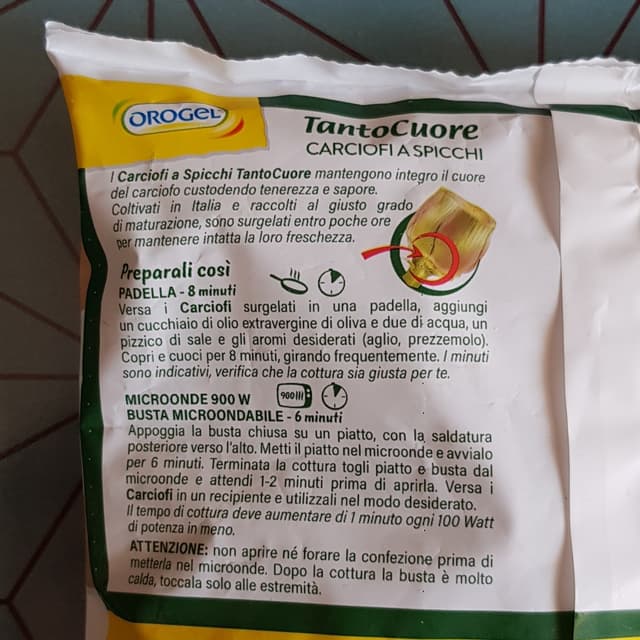 OROGEL
TantoCuore
CARCIOFI A SPICCHI
I Carciofi a Spicchi TantoCuore mantengono integro il cuore
del carciofo custodendo tenerezza e sapore.
Coltivati in Italia e raccolti al giusto grado
di maturazione, sono surgelati entro poche ore
per mantenere intatta la loro freschezza.
Preparali così
PADELLA - 8 minuti
Versa i Carciofi surgelati in una padella, aggiungi
un cucchiaio di olio extravergine di oliva e due di acqua, un
pizzico di sale e gli aromi desiderati (aglio, prezzemolo).
Copri e cuoci per 8 minuti, girando frequentemente. I minuti
sono indicativi, verifica che la cottura sia giusta per te.
MICROONDE 900 W
900
BUSTA MICROONDABILE - 6 minuti
Appoggia la busta chiusa su un piatto, con la saldatura
posteriore verso l'alto. Metti il piatto nel microonde e avvialo
per 6 minuti. Terminata la cottura togli piatto e busta dal
microonde e attendi 1-2 minuti prima di aprirla. Versa i
Carciofi in un recipiente e utilizzali nel modo desiderato.
Il tempo di cottura deve aumentare di 1 minuto ogni 100 Watt
di potenza in meno.
ATTENZIONE: non aprire né forare la confezione prima di
metterla nel microonde. Dopo la cottura la busta è molto
calda, toccala solo alle estremità.